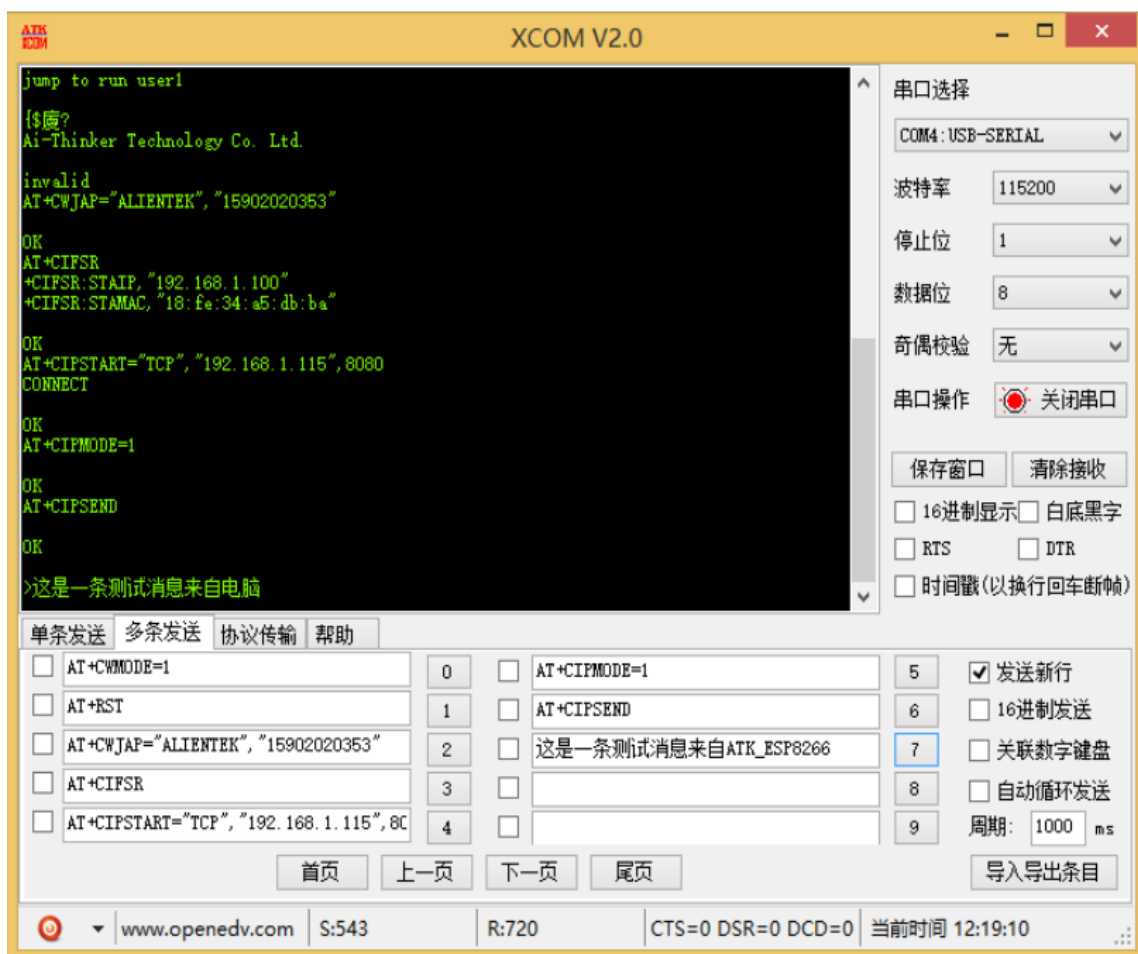 ATK
XCOM
XCOM V2.0
jump to run user1
{$廈?
Ai-Thinker Technology Co. Ltd.
invalid
AT+CWJAP="ALIENTEK","15902020353"
OK
AT+CIFSR
+CIFSR:STAIP,"192.168.1.100"
+CIFSR:STAMAC,"18:fe:34:a5:db:ba"
OK
AT+CIPSTART="TCP","192.168.1.115",8080
CONNECT
OK
AT+CIPMODE=1
OK
AT+CIPSEND
OK
>这是一条测试消息来自电脑
串口选择
COM4:USB-SERIAL
波特率 115200
停止位 1
数据位 8
奇偶校验 无
串口操作 关闭串口
保存窗口 清除接收
16进制显示 白底黑字
RTS DTR
时间戳(以换行回车断帧)
单条发送 多条发送 协议传输 帮助
AT+CWMODE=1 0 AT+CIPMODE=1 5 发送新行
AT+RST 1 AT+CIPSEND 6 16进制发送
AT+CWJAP="ALIENTEK","15902020353" 2 这是一条测试消息来自ATK_ESP8266 7 关联数字键盘
AT+CIFSR 3 8 自动循环发送
AT+CIPSTART="TCP","192.168.1.115",80 4 9 周期: 1000 ms
首页 上一页 下一页 尾页 导入导出条目
www.openedv.com S:543 R:720 CTS=0 DSR=0 DCD=0 当前时间 12:19:10